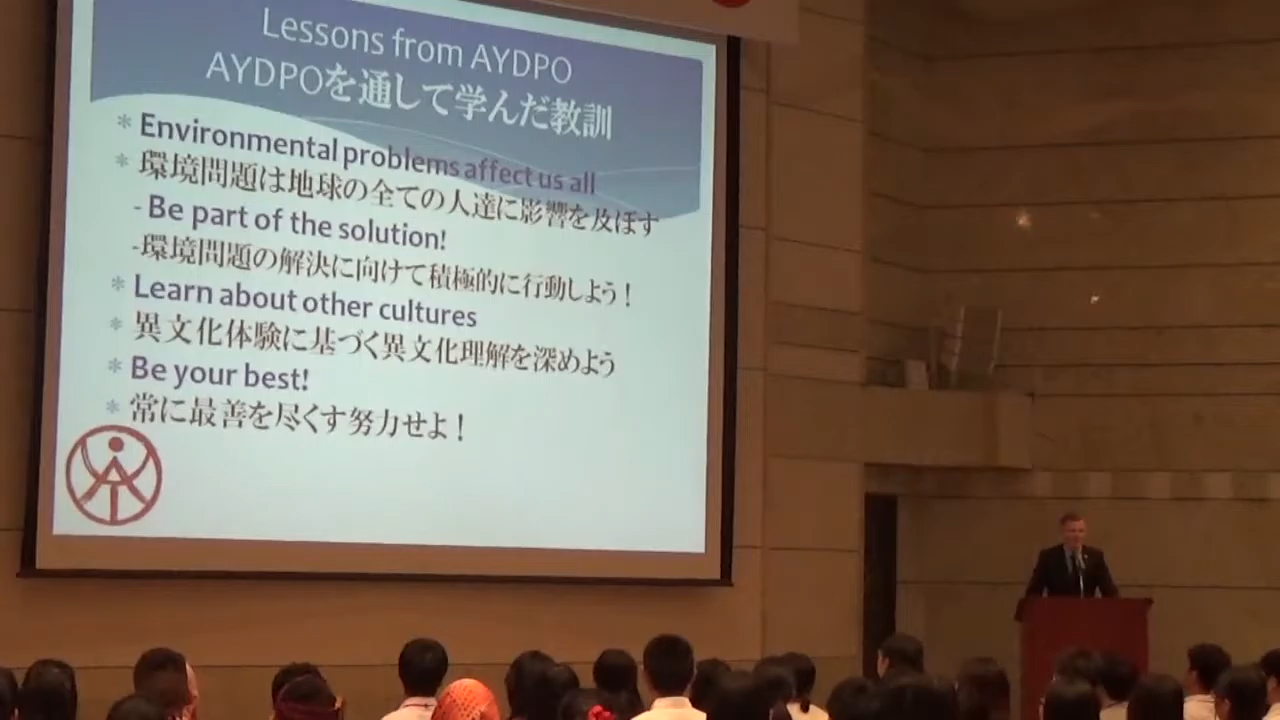 Lessons from AYDPO
AYDPOを通して学んだ教訓
* Environmental problems affect us all
* 環境問題は地球の全ての人達に影響を及ぼす
- Be part of the solution!
-環境問題の解決に向けて積極的に行動しよう！
* Learn about other cultures
* 異文化体験に基づく異文化理解を深めよう
* Be your best!
* 常に最善を尽くす努力せよ！